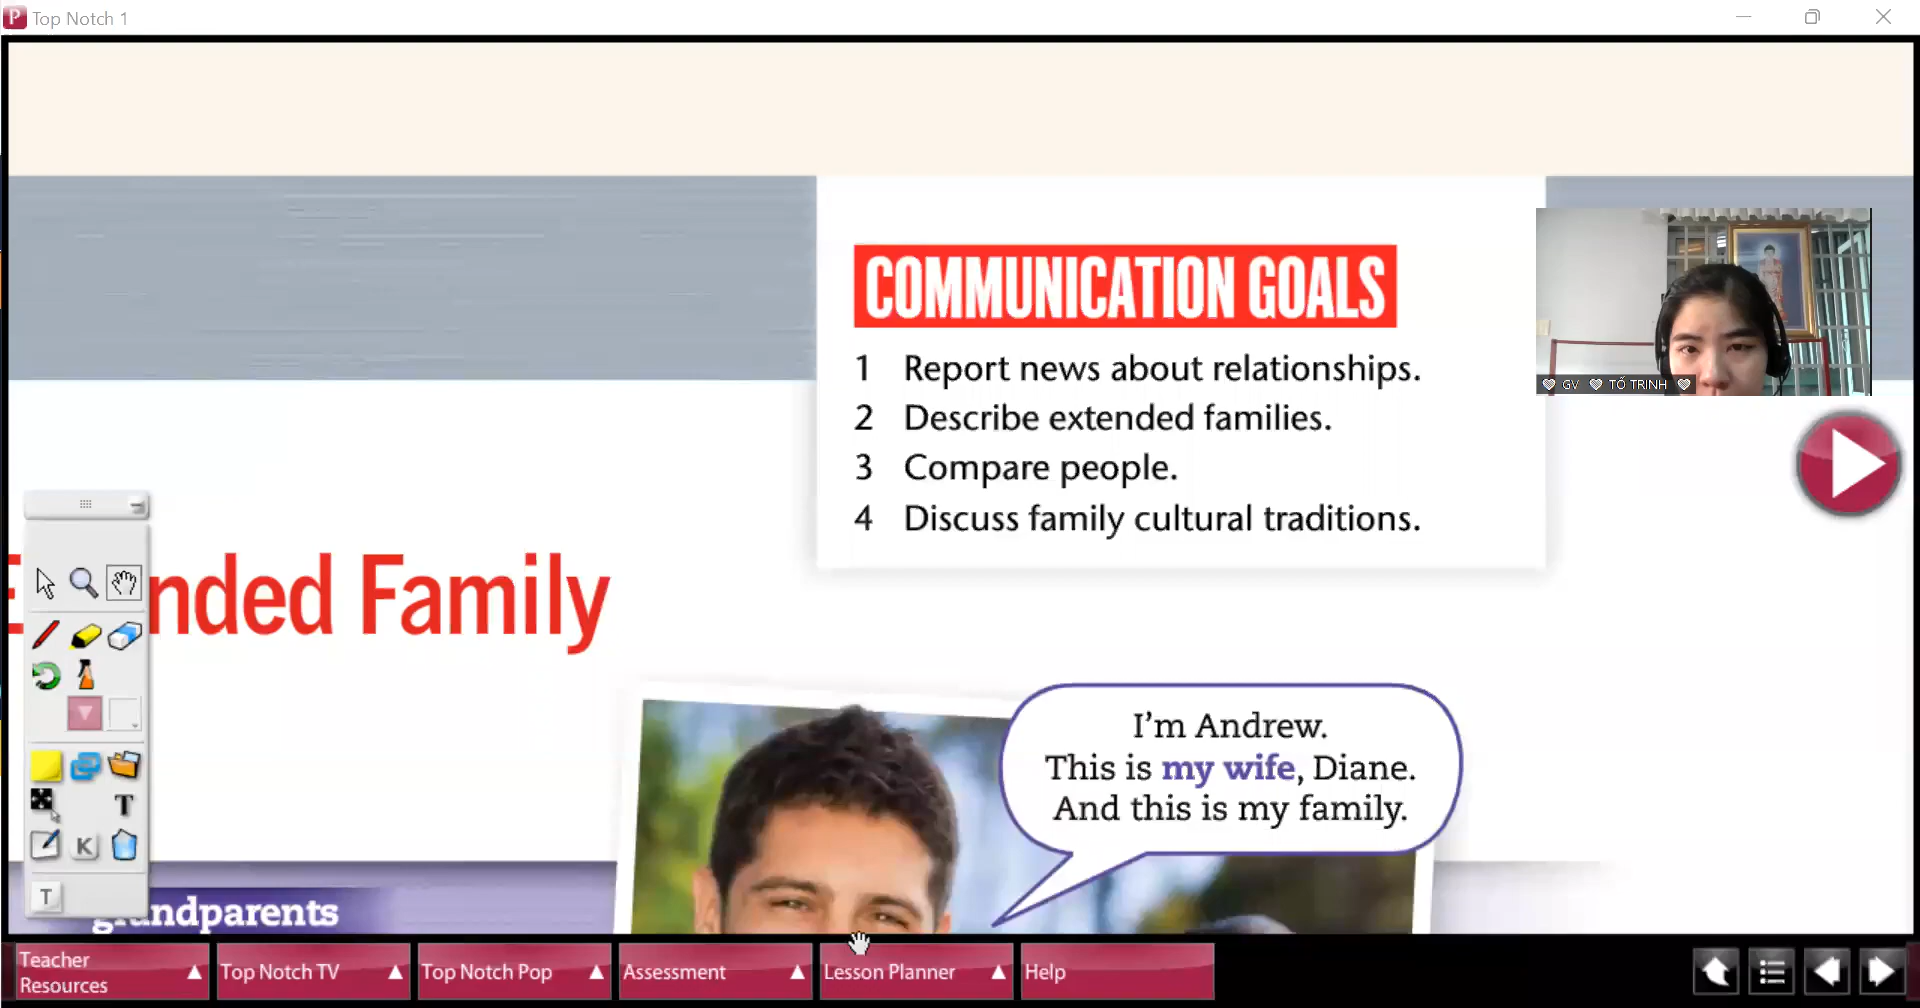 Top Notch 1
COMMUNICATION GOALS
1 Report news about relationships.
2 Describe extended families.
3 Compare people.
4 Discuss family cultural traditions.
GV TỐ TRINH
nded Family
I'm Andrew.
This is my wife, Diane.
And this is my family.
grandparents
T
K
T
Teacher
Resources
Top Notch TV
Top Notch Pop
Assessment
Lesson Planner
Help